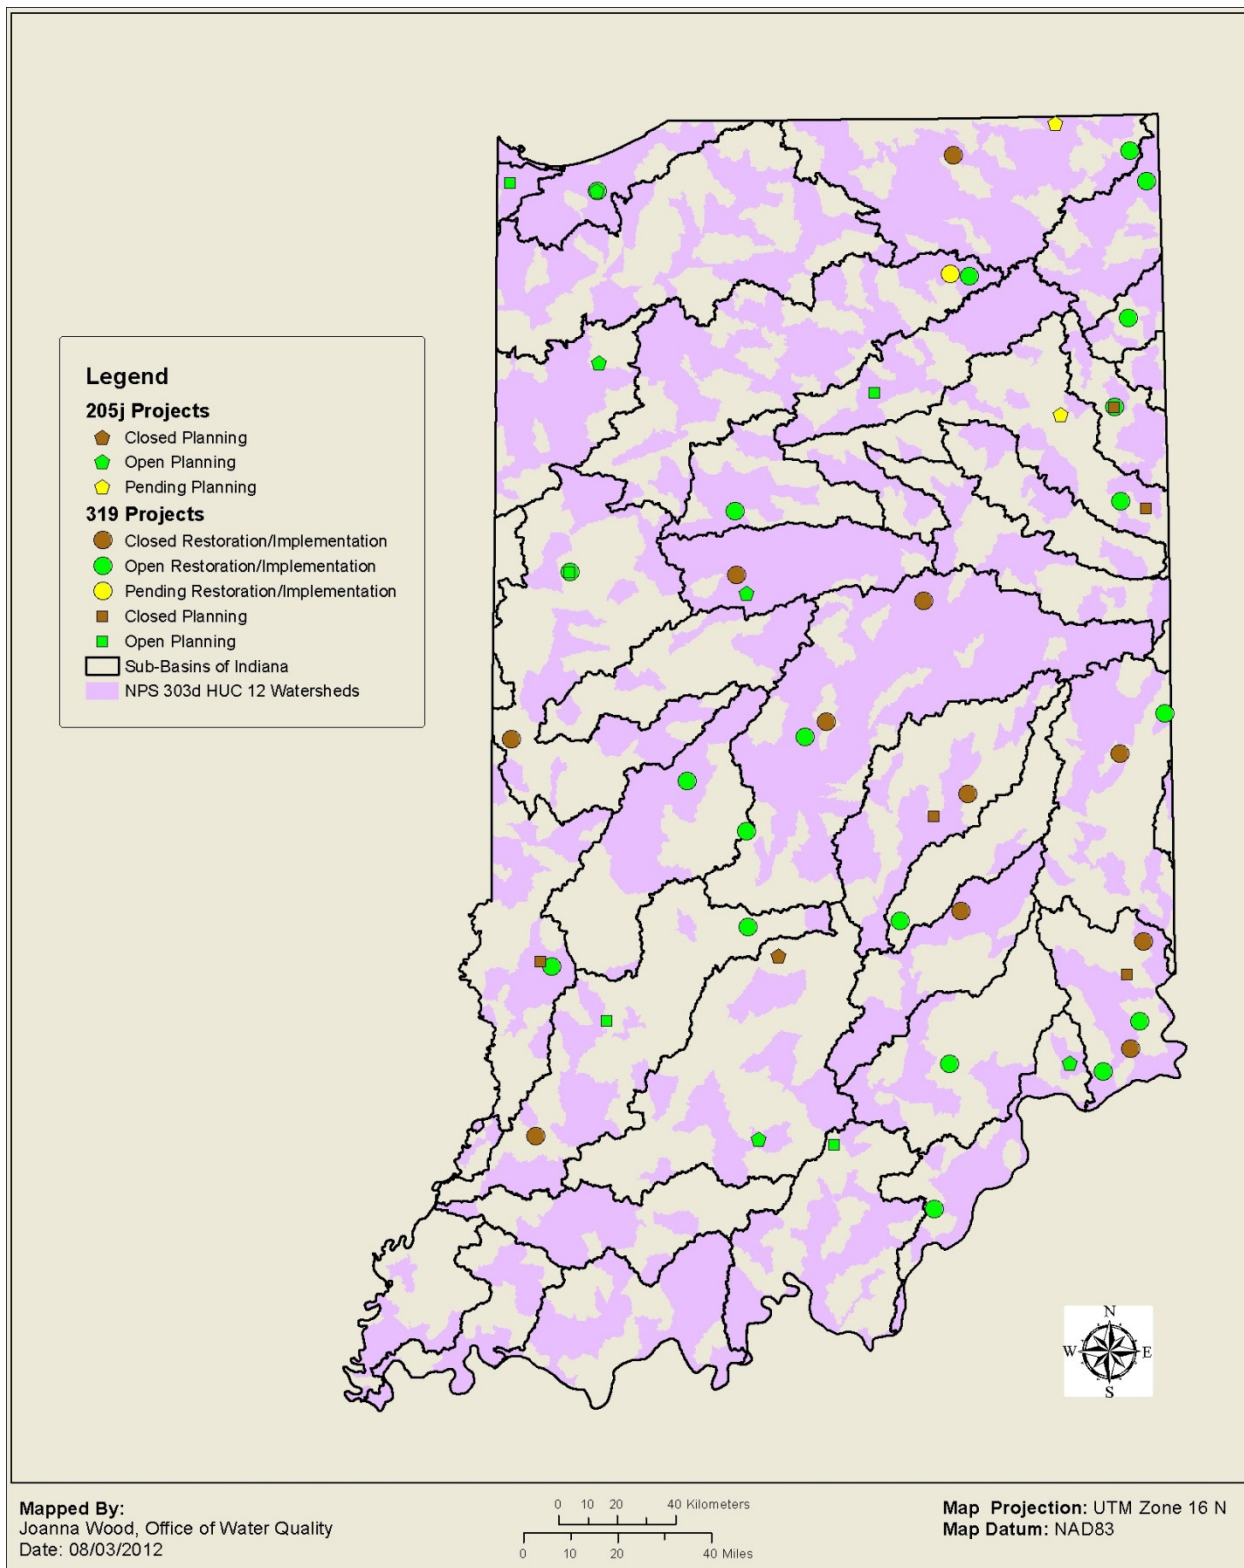 Legend
205j Projects
Closed Planning
Open Planning
Pending Planning
319 Projects
Closed Restoration/Implementation
Open Restoration/Implementation
Pending Restoration/Implementation
Closed Planning
Open Planning
Sub-Basins of Indiana
NPS 303d HUC 12 Watersheds
N
W E
S
Mapped By:
Joanna Wood, Office of Water Quality
Date: 08/03/2012
0 10 20 40 Kilometers
0 10 20 40 Miles
Map Projection: UTM Zone 16 N
Map Datum: NAD83